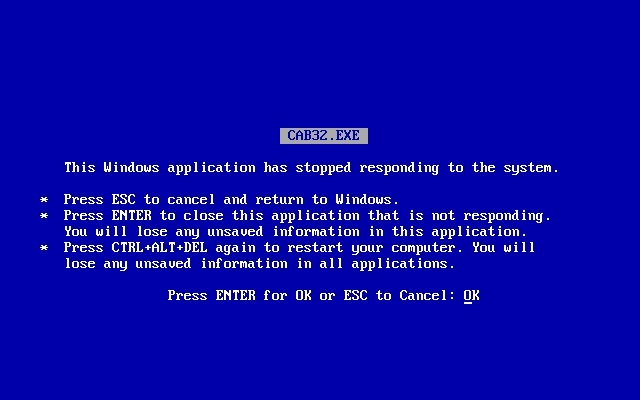 CAB32.EXE
This Windows application has stopped responding to the system.
* Press ESC to cancel and return to Windows.
* Press ENTER to close this application that is not responding.
You will lose any unsaved information in this application.
* Press CTRL+ALT+DEL again to restart your computer. You will
lose any unsaved information in all applications.
Press ENTER for OK or ESC to Cancel: OK